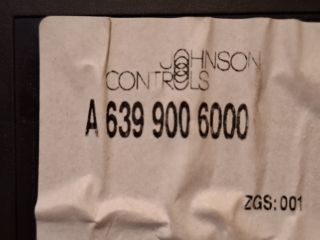 JOHNSON
CONTROLS
A 639 900 6000
ZGS: 001